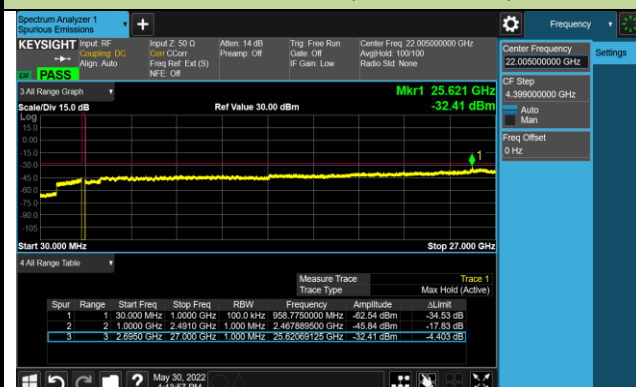 Spectrum Analyzer 1
Spurious Emissions
Frequency
KEYSIGHT Input: RF
Coupling: DC
Align: Auto
Input Z: 50 Ω
Corr CCorr
Freq Ref: Ext (S)
NFE: Off
Atten: 14 dB
Preamp: Off
Trig: Free Run
Gate: Off
IF Gain: Low
Center Freq: 22.005000000 GHz
Avg|Hold: 100/100
Radio Std: None
PASS
Center Frequency
22.005000000 GHz
Settings
CF Step
4.399000000 GHz
Auto
Man
Freq Offset
0 Hz
3 All Range Graph
Mkr1 25.621 GHz
Scale/Div 15.0 dB
Ref Value 30.00 dBm
-32.41 dBm
Log
15.0
0.00
-15.0
-30.0
-45.0
-60.0
-75.0
-90.0
-105
1
Start 30.000 MHz
Stop 27.000 GHz
4 All Range Table
Measure Trace Trace 1
Trace Type Max Hold (Active)
Spur Range Start Freq Stop Freq RBW Frequency Amplitude ΔLimit
1 1 30.000 MHz 1.0000 GHz 100.0 kHz 958.7750000 MHz -62.54 dBm -34.53 dB
2 2 1.0000 GHz 2.4910 GHz 1.000 MHz 2.467889500 GHz -45.84 dBm -17.83 dB
3 3 2.6950 GHz 27.000 GHz 1.000 MHz 25.62069125 GHz -32.41 dBm -4.403 dB
May 30, 2022